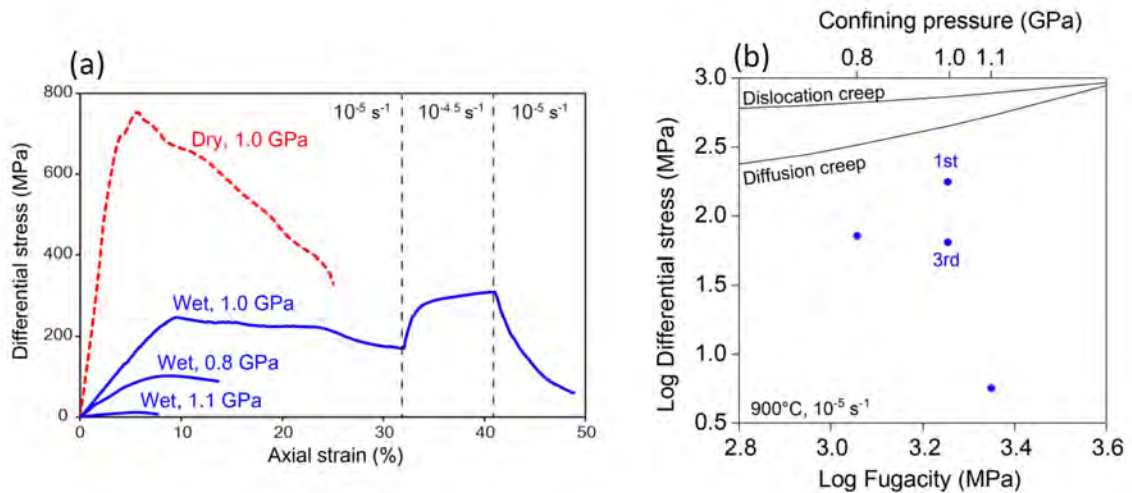 (a)
800
600
400
200
0
0
10
20
30
40
50
Differential stress (MPa)
Axial strain (%)
10⁻⁵ s⁻¹
10⁻⁴·⁵ s⁻¹
10⁻⁵ s⁻¹
Dry, 1.0 GPa
Wet, 1.0 GPa
Wet, 0.8 GPa
Wet, 1.1 GPa
Confining pressure (GPa)
(b)
0.8
1.0
1.1
3.0
2.5
2.0
1.5
1.0
0.5
Log Differential stress (MPa)
Dislocation creep
Diffusion creep
1st
3rd
900°C, 10⁻⁵ s⁻¹
2.8
3.0
3.2
3.4
3.6
Log Fugacity (MPa)